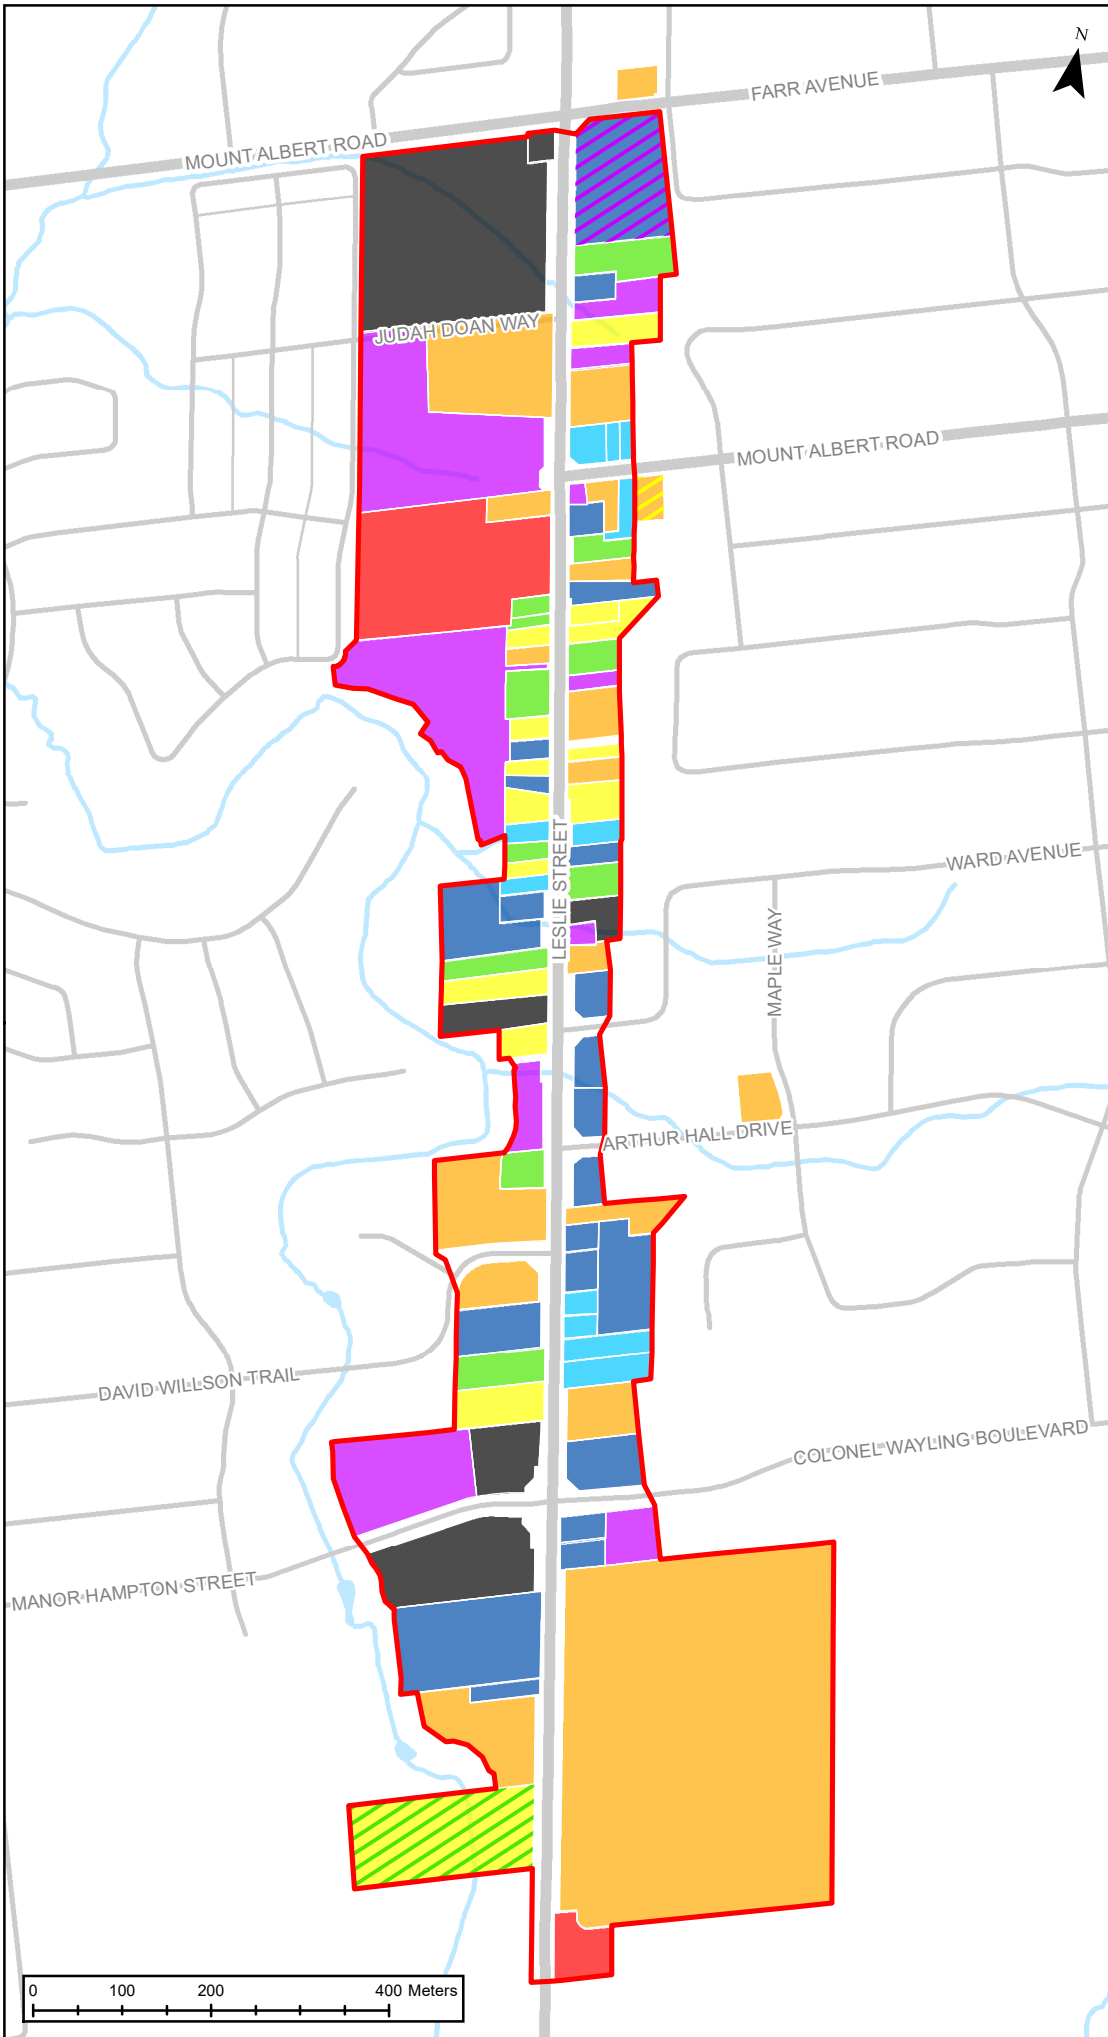 N
FARR AVENUE
MOUNT ALBERT ROAD
JUDAH DOAN WAY
MOUNT ALBERT ROAD
LESLIE STREET
WARD AVENUE
MAPLE WAY
ARTHUR HALL DRIVE
DAVID WILLSON TRAIL
COLONEL WAYLING BOULEVARD
MANOR HAMPTON STREET
0 100 200 400 Meters